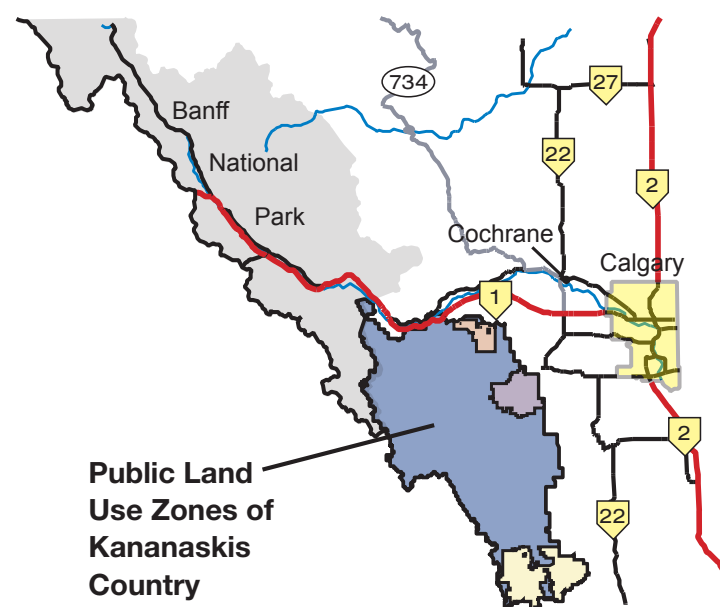 734
27
Banff
22
National
2
Park
Cochrane
Calgary
1
2
Public Land
Use Zones of
Kananaskis
Country
22